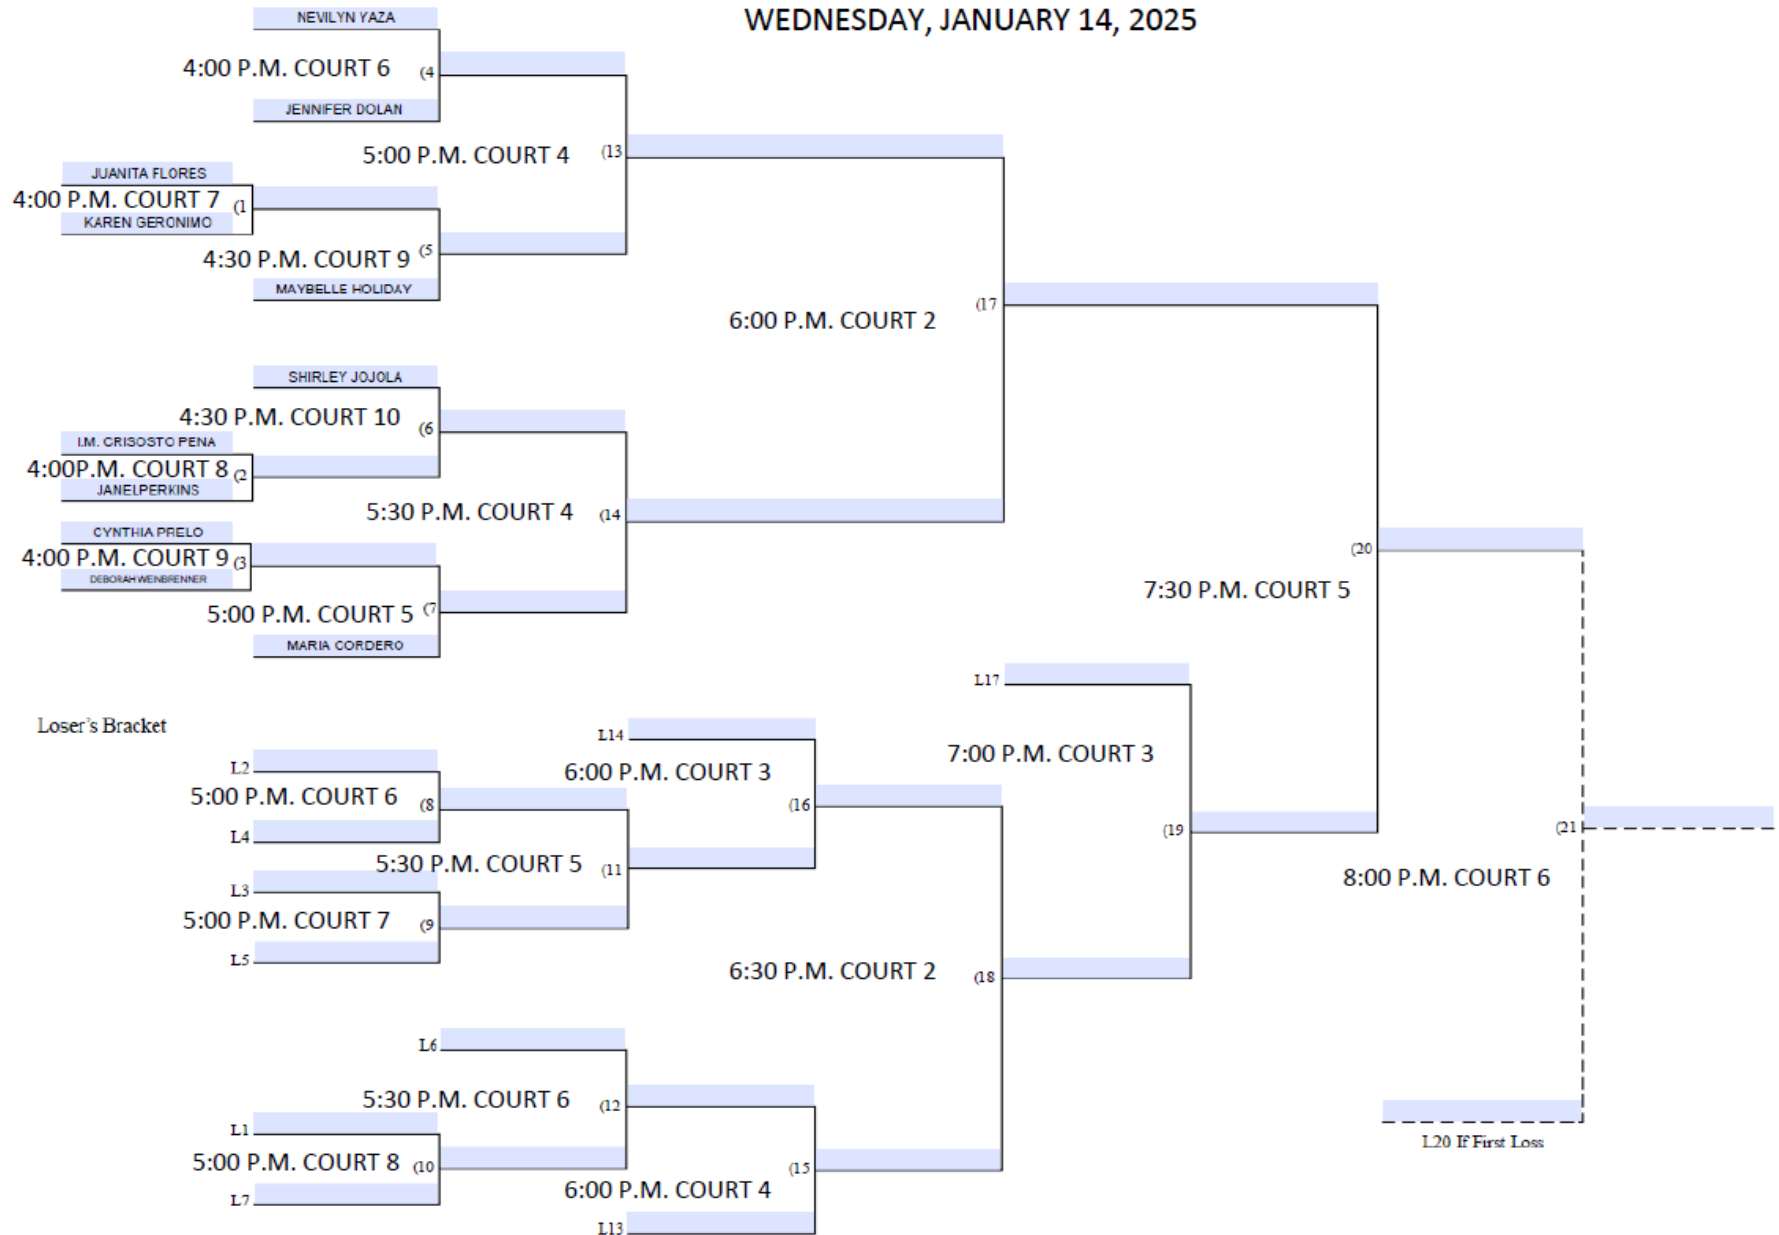 WEDNESDAY, JANUARY 14, 2025
NEVILYN YAZA
4:00 P.M. COURT 6 (4
JENNIFER DOLAN
5:00 P.M. COURT 4 (13
JUANITA FLORES
4:00 P.M. COURT 7 (1
KAREN GERONIMO
4:30 P.M. COURT 9 (5
MAYBELLE HOLIDAY
6:00 P.M. COURT 2 (17
SHIRLEY JOJOLA
4:30 P.M. COURT 10 (6
I.M. CRISOSTO PENA
4:00P.M. COURT 8 (2
JANELPERKINS
5:30 P.M. COURT 4 (14
CYNTHIA PRELO
4:00 P.M. COURT 9 (3
DEBORAHWEINBRENNER
5:00 P.M. COURT 5 (7
MARIA CORDERO
7:30 P.M. COURT 5 (20
Loser's Bracket
L17
L14
7:00 P.M. COURT 3 (19
L2
6:00 P.M. COURT 3 (16
5:00 P.M. COURT 6 (8
L4
5:30 P.M. COURT 5 (11
L3
5:00 P.M. COURT 7 (9
L5
8:00 P.M. COURT 6 (21
6:30 P.M. COURT 2 (18
L6
5:30 P.M. COURT 6 (12
L1
5:00 P.M. COURT 8 (10
L7
6:00 P.M. COURT 4 (15
L13
L20 If First Loss